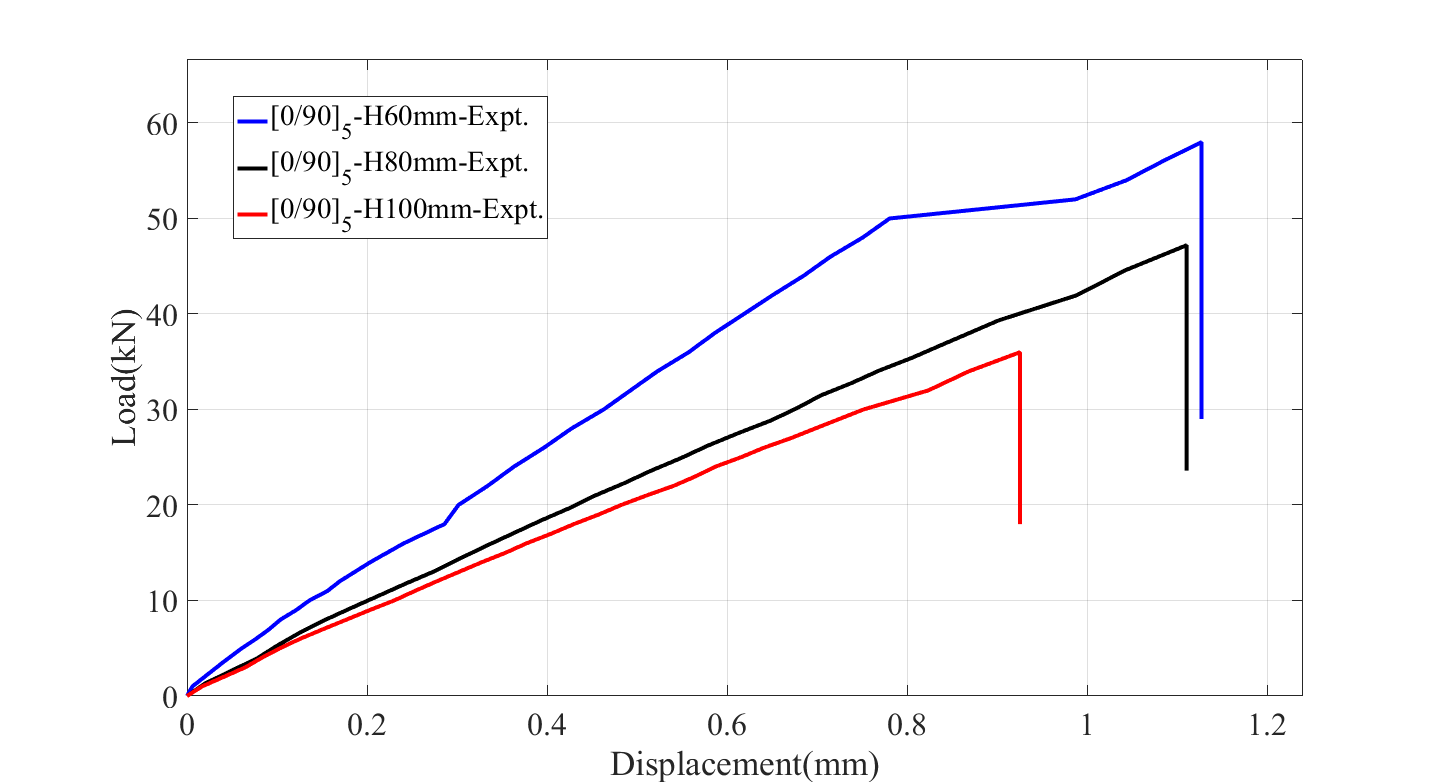 [0/90]5-H60mm-Expt.
[0/90]5-H80mm-Expt.
[0/90]5-H100mm-Expt.
60
50
40
30
20
10
0
Load(kN)
0 0.2 0.4 0.6 0.8 1 1.2
Displacement(mm)